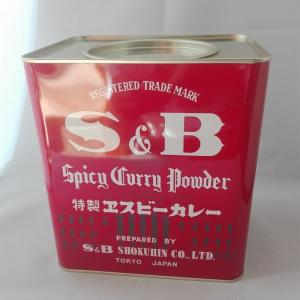 REGISTERED TRADE MARK
S&B
Spicy Curry Powder
特製ヱスビーカレー
PREPARED BY
S&B SHOKUHIN CO., LTD.
TOKYO JAPAN